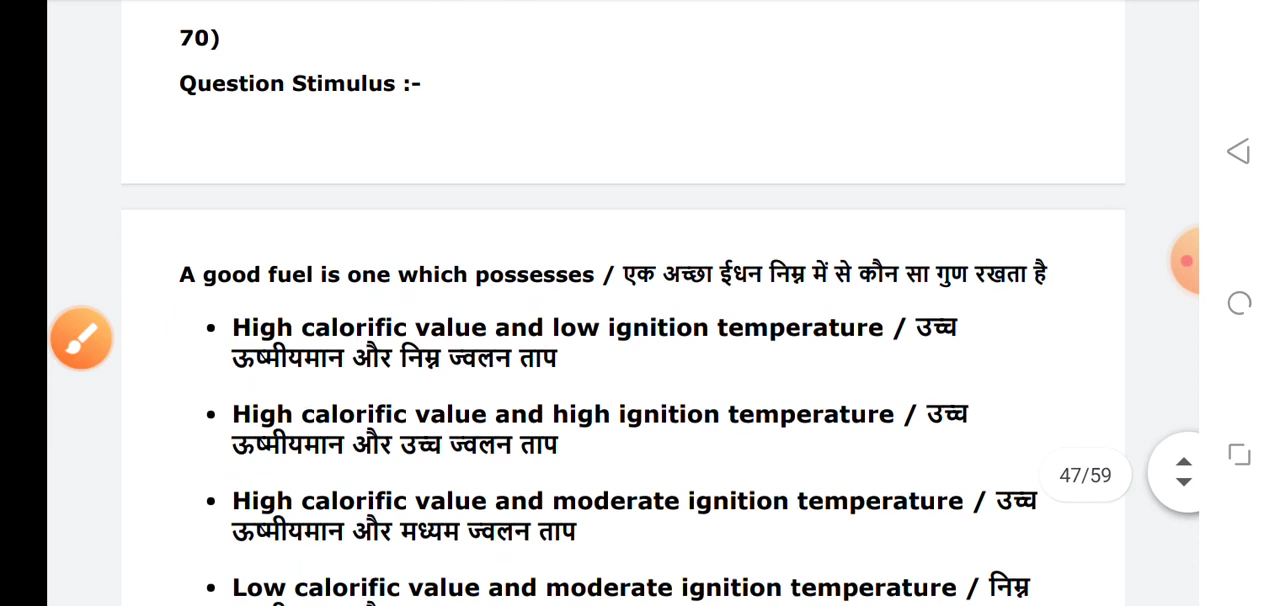 70)
Question Stimulus :-
A good fuel is one which possesses / एक अच्छा ईधन निम्न में से कौन सा गुण रखता है
• High calorific value and low ignition temperature / उच्च
ऊष्मीयमान और निम्न ज्वलन ताप
• High calorific value and high ignition temperature / उच्च
ऊष्मीयमान और उच्च ज्वलन ताप
47/59
• High calorific value and moderate ignition temperature / उच्च
ऊष्मीयमान और मध्यम ज्वलन ताप
• Low calorific value and moderate ignition temperature / निम्न